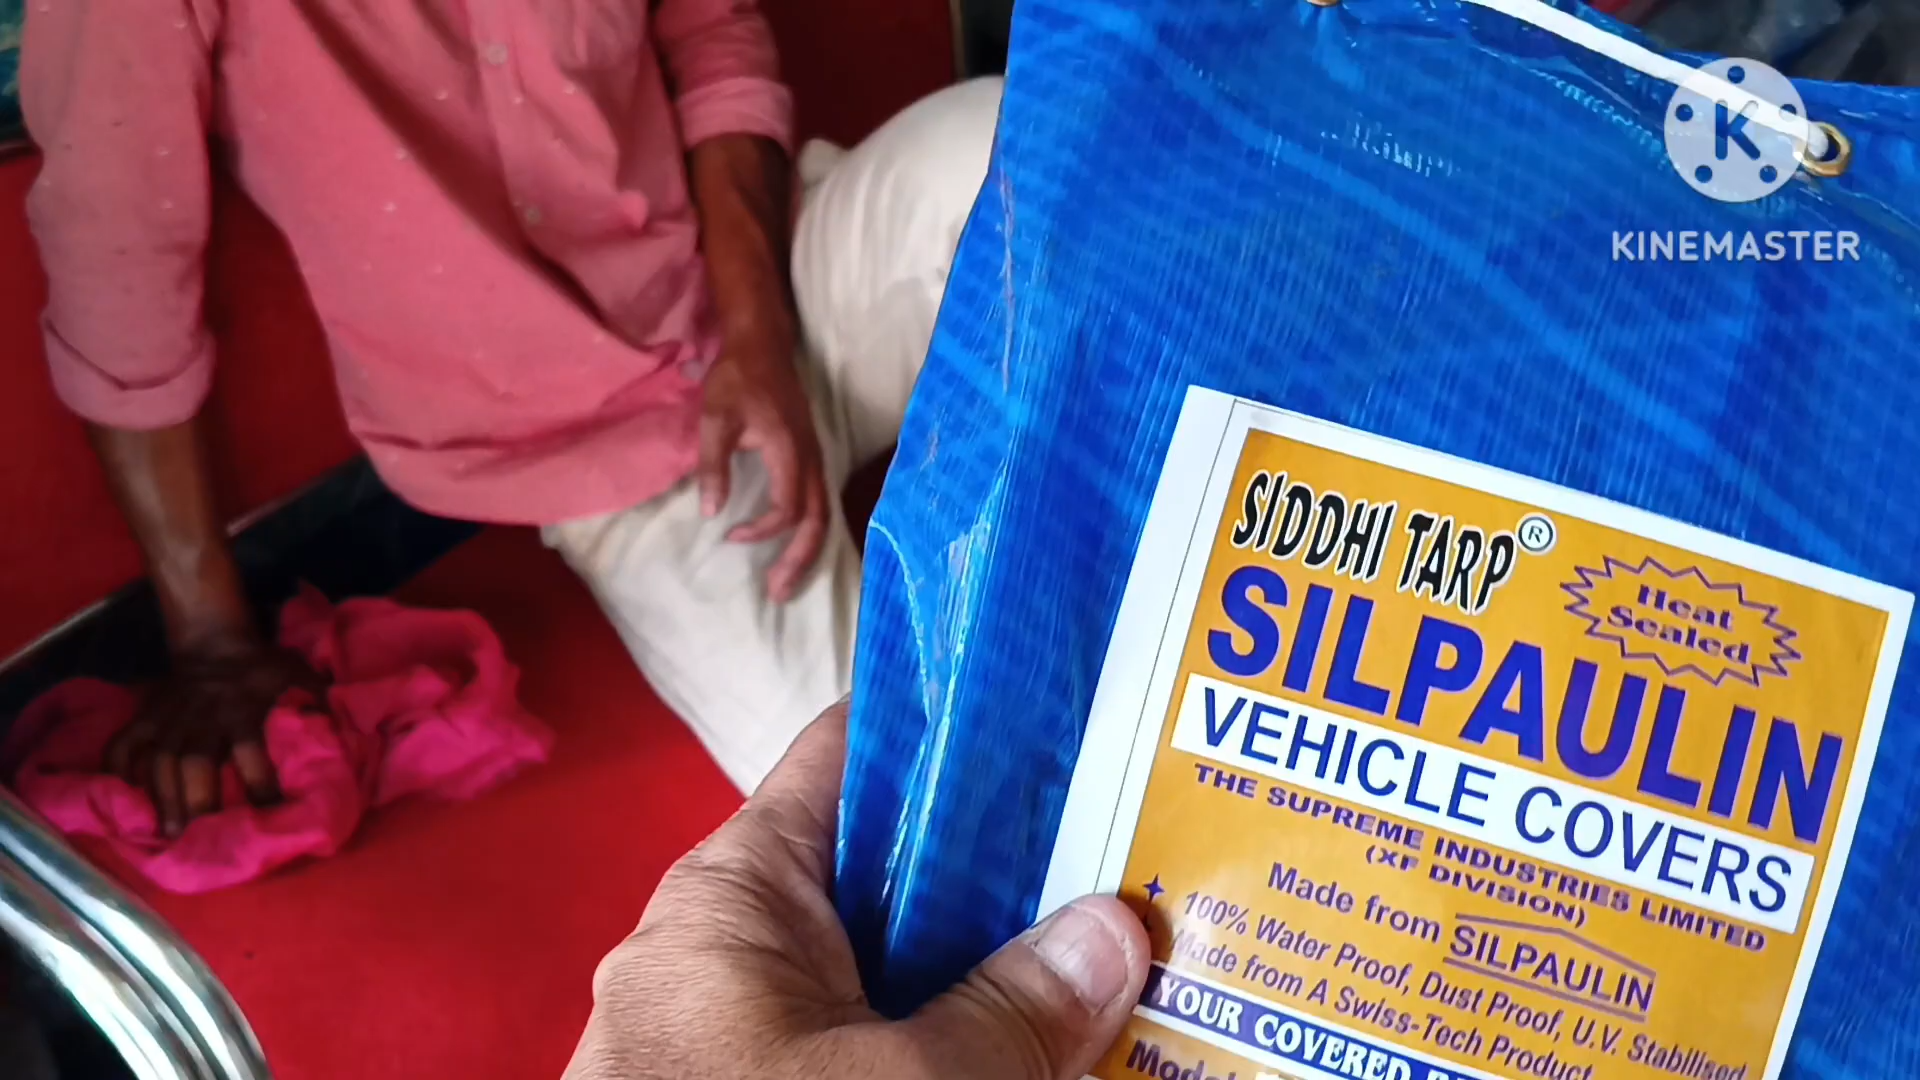 K
KINEMASTER
SIDDHI TARP®
Heat
Sealed
SILPAULIN
VEHICLE COVERS
THE SUPREME INDUSTRIES LIMITED
(XF DIVISION)
Made from SILPAULIN
100% Water Proof, Dust Proof, U.V. Stabilised
Made from A Swiss-Tech Product
YOUR COVERED